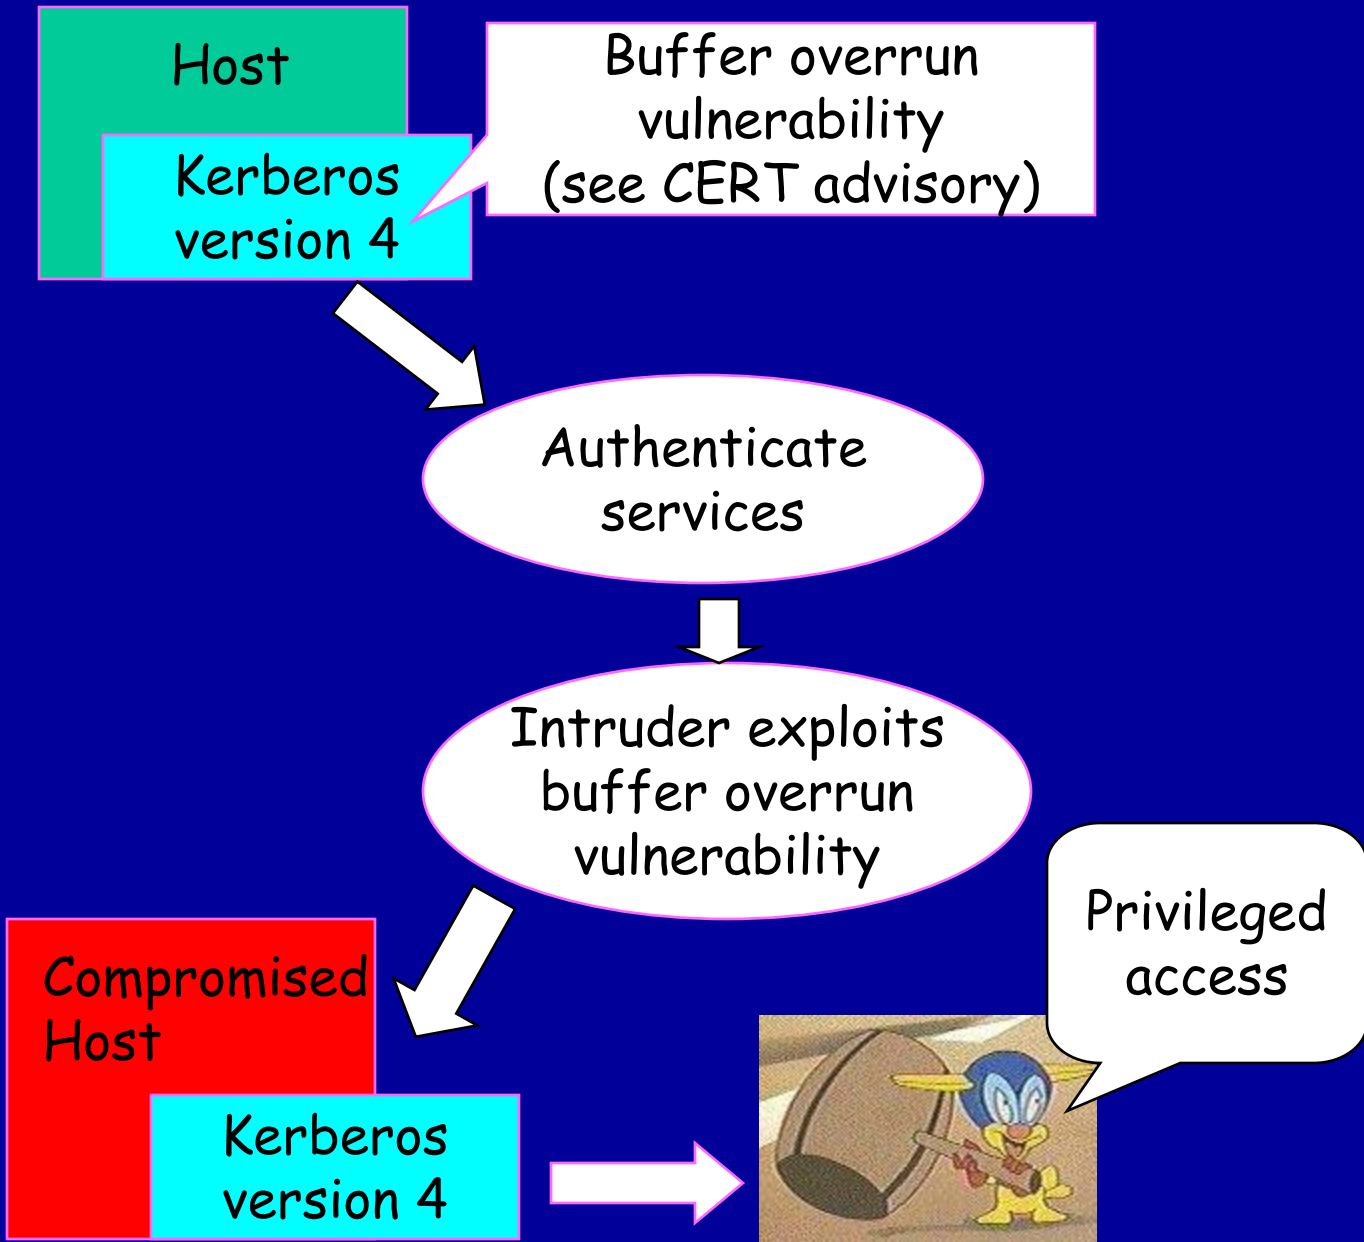 Host
Kerberos
version 4
Buffer overrun
vulnerability
(see CERT advisory)
Authenticate
services
Intruder exploits
buffer overrun
vulnerability
Privileged
access
Compromised
Host
Kerberos
version 4